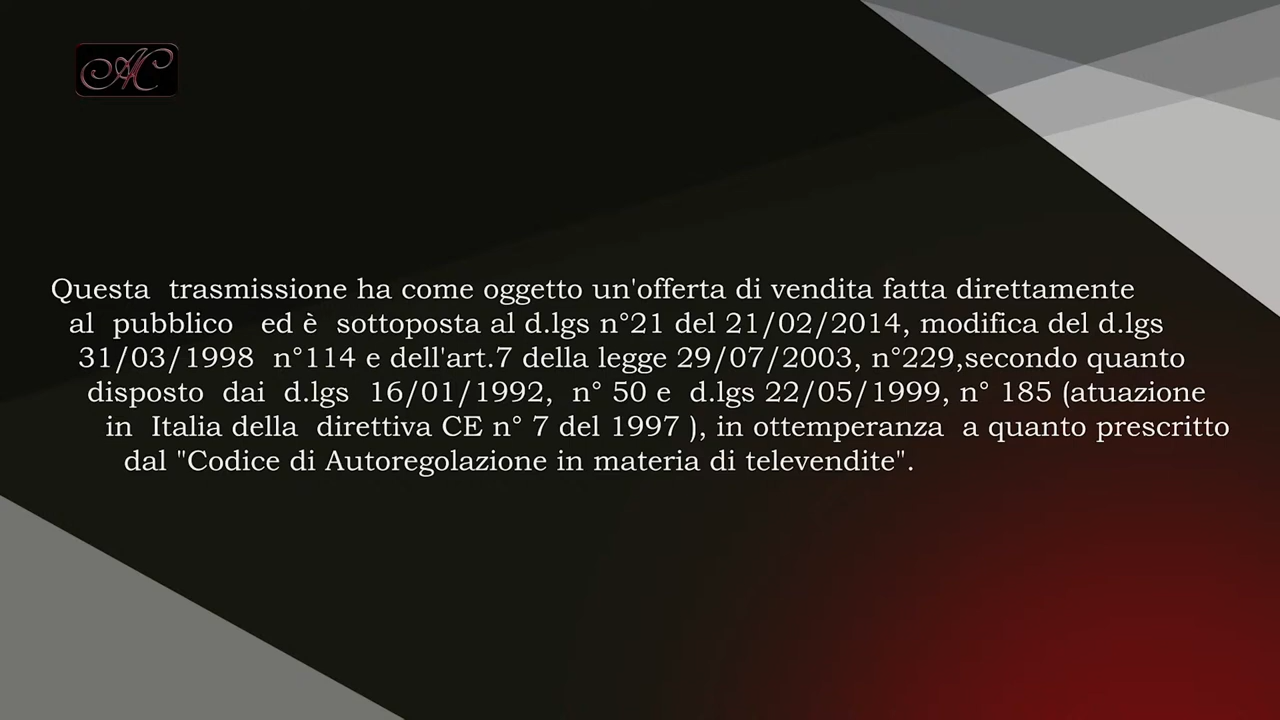 AC
Questa trasmissione ha come oggetto un'offerta di vendita fatta direttamente
al pubblico ed è sottoposta al d.lgs n°21 del 21/02/2014, modifica del d.lgs
31/03/1998 n°114 e dell'art.7 della legge 29/07/2003, n°229,secondo quanto
disposto dai d.lgs 16/01/1992, n° 50 e d.lgs 22/05/1999, n° 185 (atuazione
in Italia della direttiva CE n° 7 del 1997 ), in ottemperanza a quanto prescritto
dal "Codice di Autoregolazione in materia di televendite".